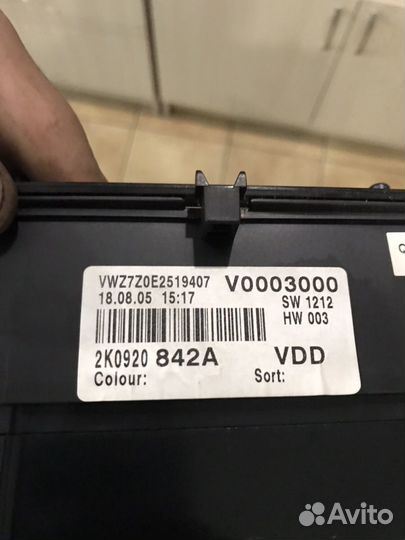 VWZ7Z0E2519407 V0003000
18.08.05 15:17 SW 1212
HW 003
2K0920 842A VDD
Colour: Sort:
Q
Avito